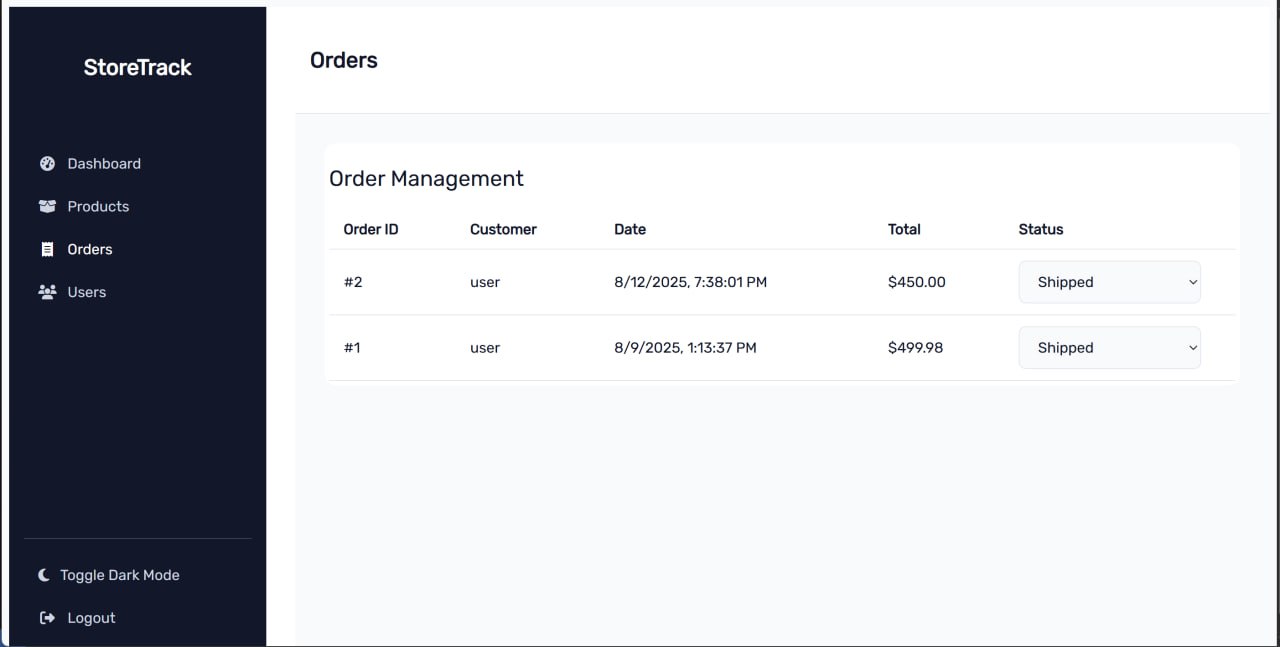 StoreTrack
Dashboard
Products
Orders
Users
Toggle Dark Mode
Logout
Orders
Order Management
Order ID Customer Date Total Status
#2 user 8/12/2025, 7:38:01 PM $450.00 Shipped
#1 user 8/9/2025, 1:13:37 PM $499.98 Shipped